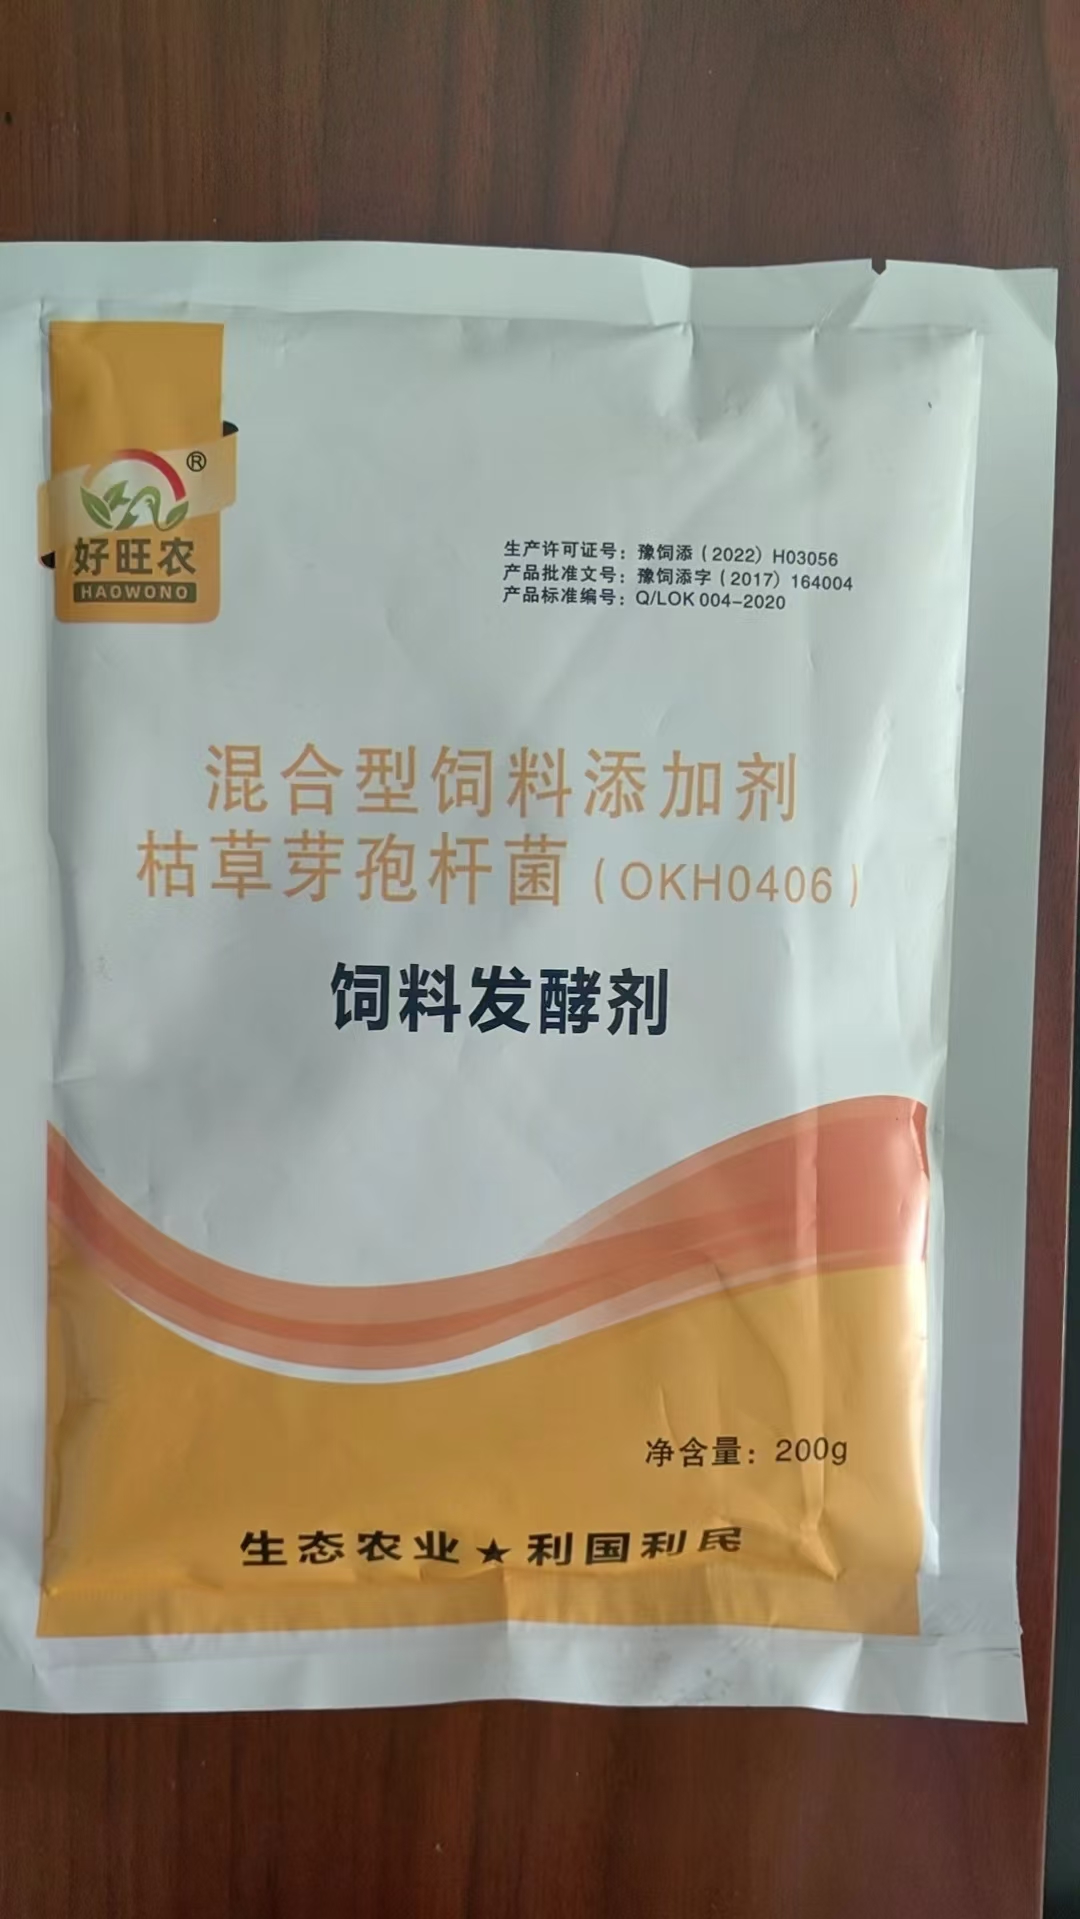 ®
好旺农
HAOWONO
生产许可证号：豫饲添（2022）H03056
产品批准文号：豫饲添字（2017）164004
产品标准编号：Q/LOK 004-2020
混合型饲料添加剂
枯草芽孢杆菌（OKH0406）
饲料发酵剂
净含量：200g
生态农业★利国利民